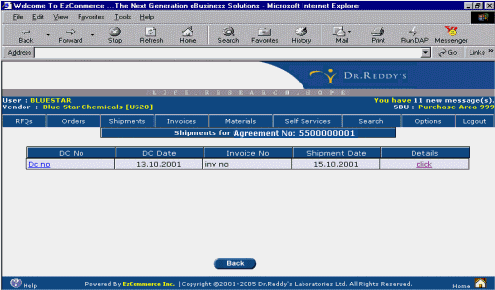 Welcome To EzCommerce ...The Next Generation eBusiness Solutions - Microsoft Internet Explore
File Edit View Favorites Tools Help
Back Forward Stop Refresh Home Search Favorites History Mail Print RunDAP Messenger
Address Go Links »
DR.REDDY'S
LIFE. RESEARCH. HOPE
User : BLUESTAR You have 11 new message(s).
Vendor : Blue Star Chemicals [U520] SBU : Purchase Area 999
RFQs Orders Shipments Invoices Materials Self Services Search Options Logout
Shipments for Agreement No: 5500000001
DC No DC Date Invoice No Shipment Date Details
Dc no 13.10.2001 inv no 15.10.2001 click
Back
Help Powered By EzCommerce Inc. | Copyright @2001-2005 Dr.Reddy's Laboratories Ltd. All Rights Reserved. Home